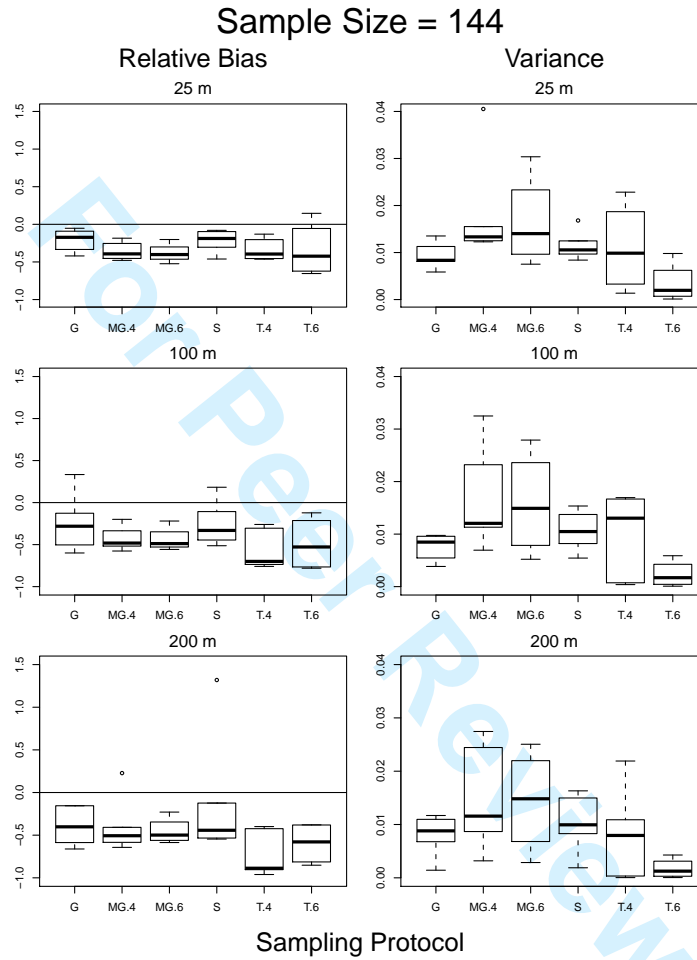 Sample Size = 144
Relative Bias Variance
25 m 25 m
1.5
1.0
0.5
0.0
−0.5
−1.0
G MG.4 MG.6 S T.4 T.6
0.04
0.03
0.02
0.01
0.00
G MG.4 MG.6 S T.4 T.6
100 m 100 m
1.5
1.0
0.5
0.0
−0.5
−1.0
G MG.4 MG.6 S T.4 T.6
0.04
0.03
0.02
0.01
0.00
G MG.4 MG.6 S T.4 T.6
200 m 200 m
1.5
1.0
0.5
0.0
−0.5
−1.0
G MG.4 MG.6 S T.4 T.6
0.04
0.03
0.02
0.01
0.00
G MG.4 MG.6 S T.4 T.6
Sampling Protocol
For Peer Review